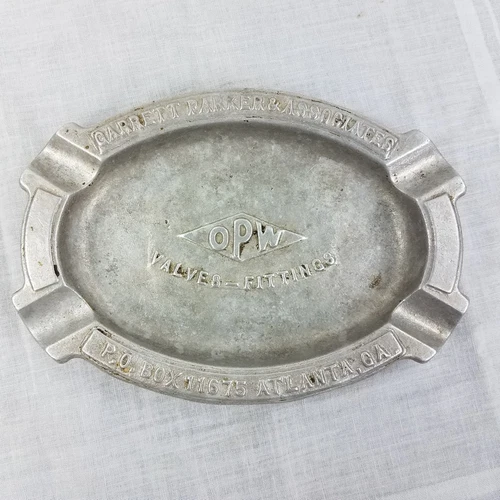 GARRETT PARKER & ASSOCIATES
OPW
VALVES-FITTINGS
P.O. BOX 11675 ATLANTA, GA.